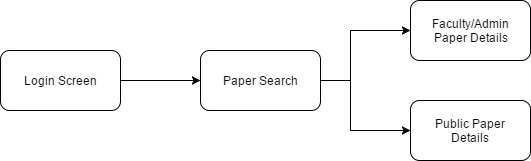 Login Screen
Paper Search
Faculty/Admin
Paper Details
Public Paper
Details